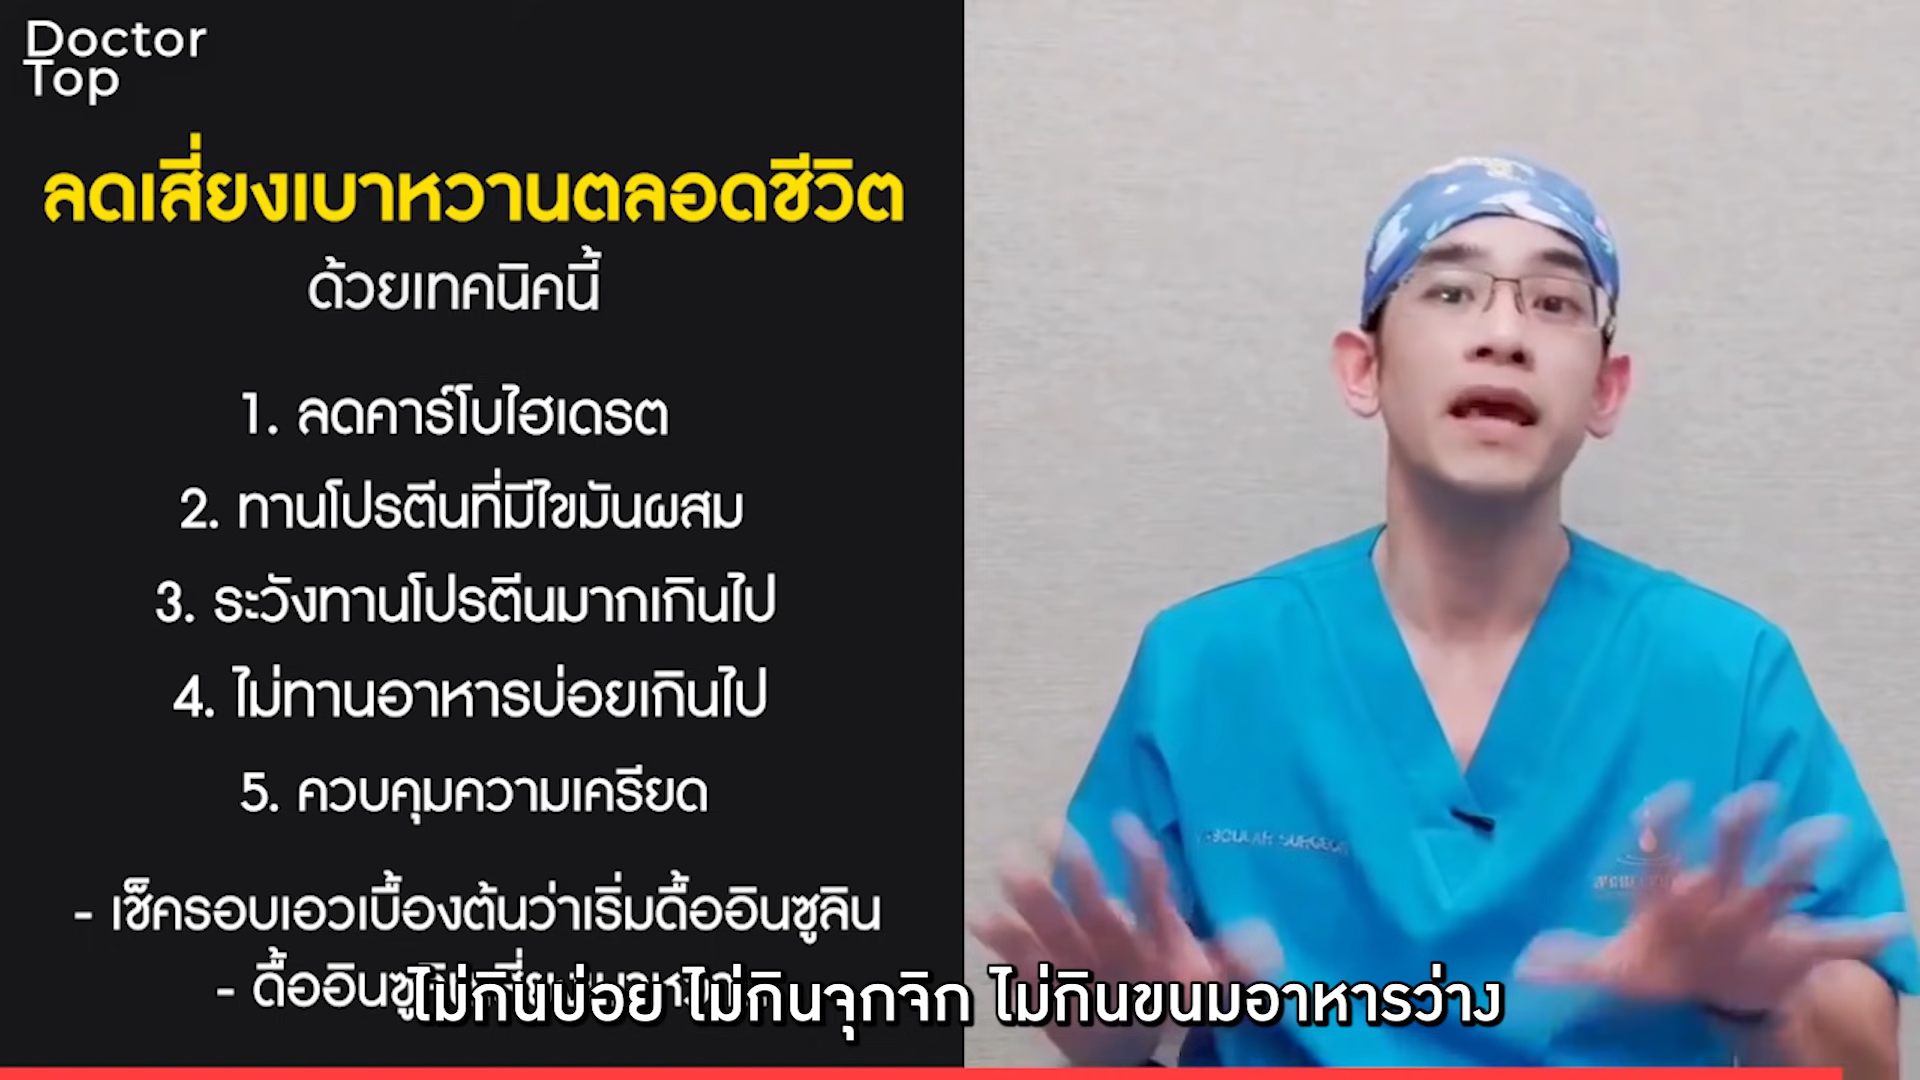 Doctor
Top
ลดเสี่ยงเบาหวานตลอดชีวิต
ด้วยเทคนิคนี้
1. ลดคาร์โบไฮเดรต
2. ทานโปรตีนที่มีไขมันผสม
3. ระวังทานโปรตีนมากเกินไป
4. ไม่ทานอาหารบ่อยเกินไป
5. ควบคุมความเครียด
- เช็ครอบเอวเบื้องต้นว่าเริ่มดื้ออินซูลิน
- ดื้ออินซูลิน
ไม่กินบ่อย ไม่กินจุกจิก ไม่กินขนมอาหารว่าง
SURGEON